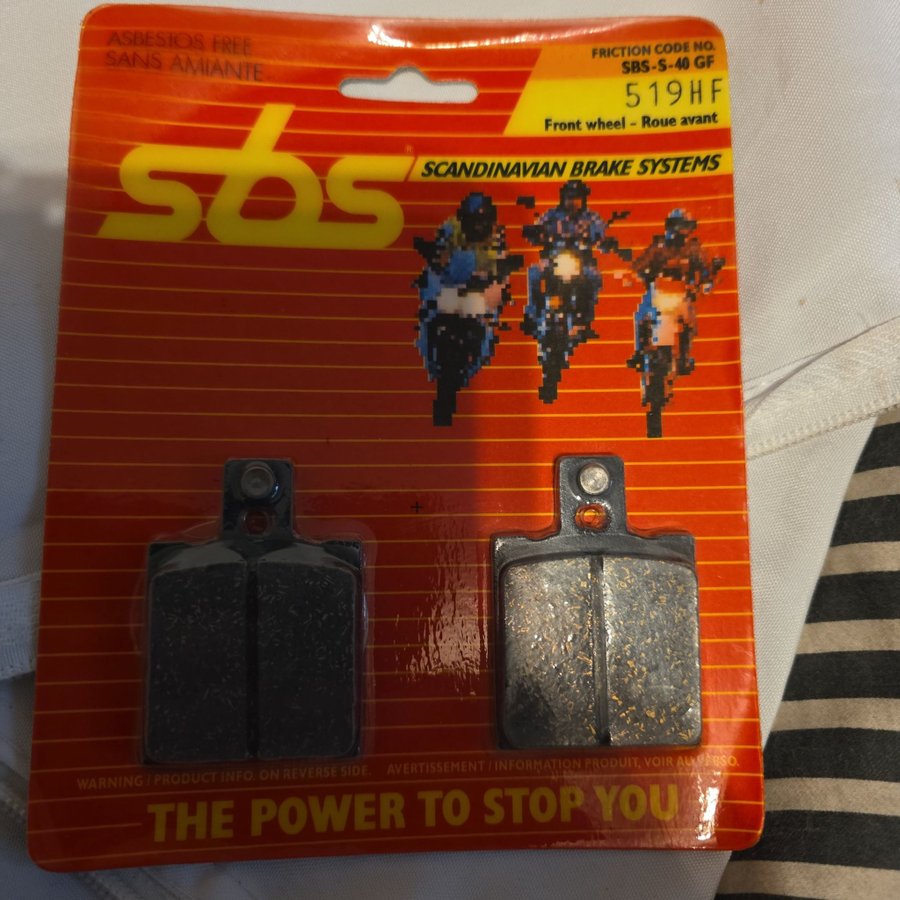 ASBESTOS FREE
SANS AMIANTE
FRICTION CODE NO.
SBS-S-40 GF
519HF
Front wheel - Roue avant
sbs®
SCANDINAVIAN BRAKE SYSTEMS
WARNING / PRODUCT INFO. ON REVERSE SIDE. AVERTISSEMENT / INFORMATION PRODUIT, VOIR AU VERSO.
THE POWER TO STOP YOU